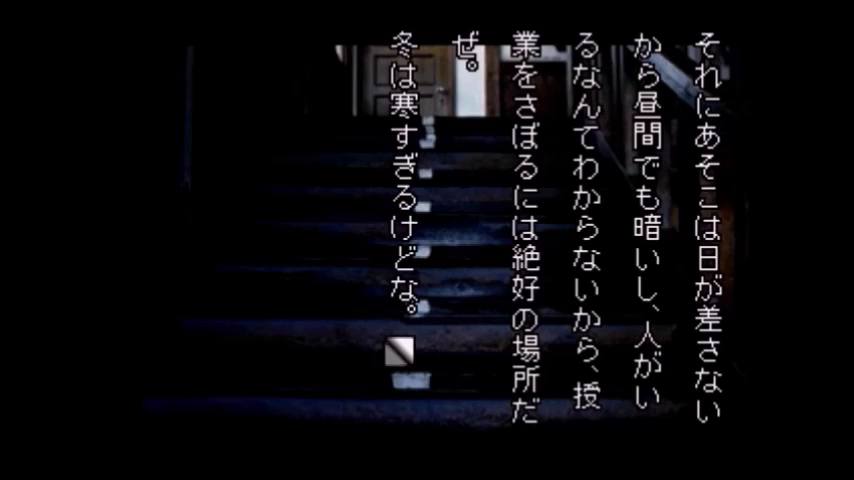 それにあそこは日が差さない
から昼間でも暗いし、人がい
るなんてわからないから、授
業をさぼるには絶好の場所だ
ぜ。
冬は寒すぎるけどな。